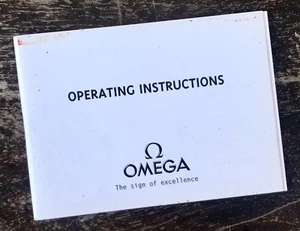 OPERATING INSTRUCTIONS
Ω
OMEGA
The sign of excellence